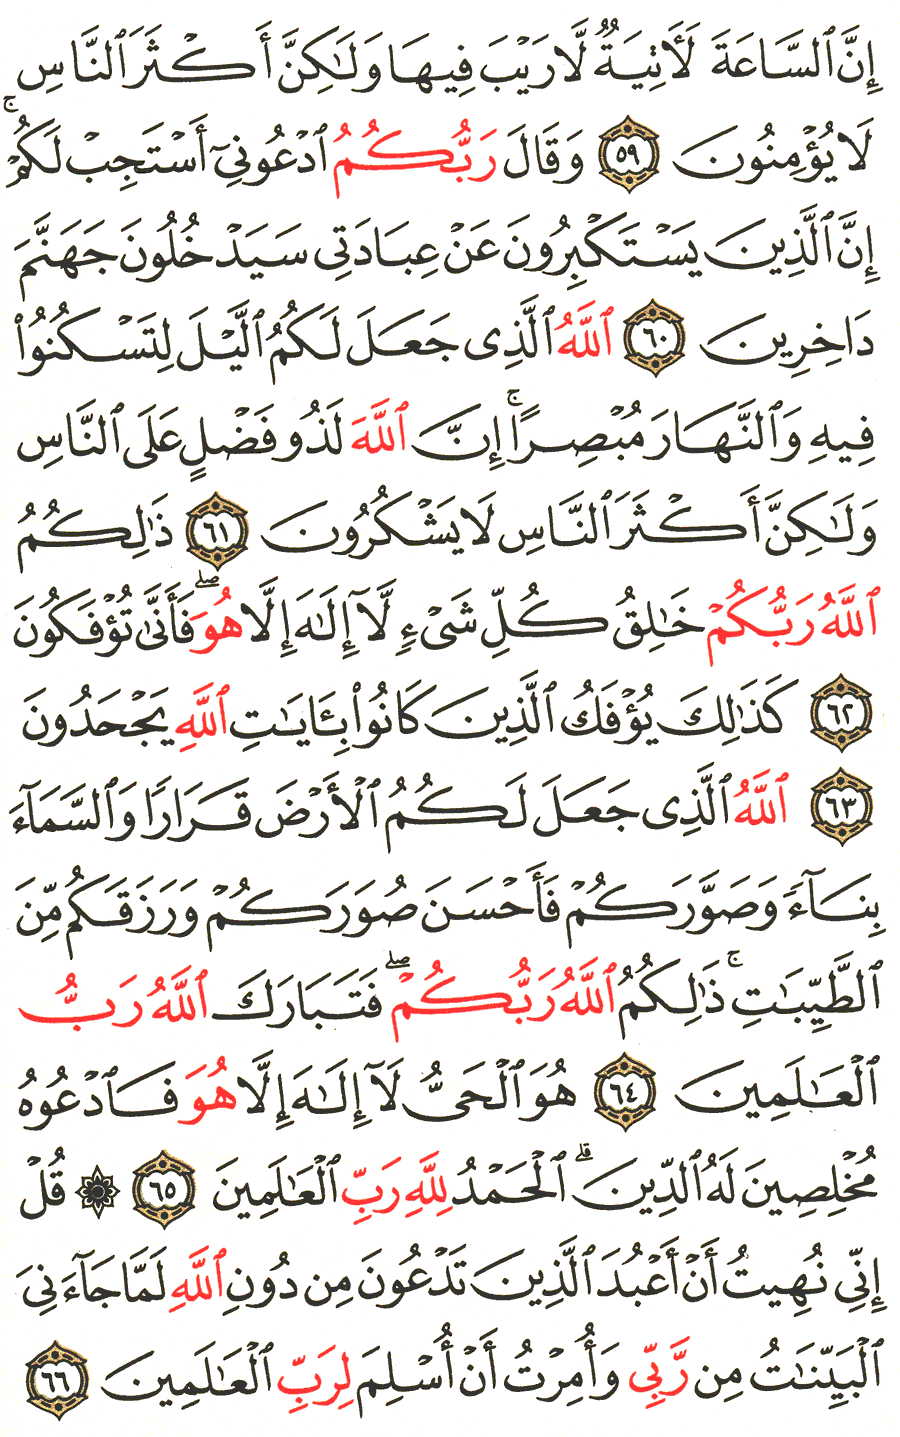 إِنَّ ٱلسَّاعَةَ لَـَٔاتِيَةٌ لَّا رَيْبَ فِيهَا وَلَـٰكِنَّ أَكْثَرَ ٱلنَّاسِ
لَا يُؤْمِنُونَ ٥٩ وَقَالَ رَبُّكُمُ ٱدْعُونِىٓ أَسْتَجِبْ لَكُمْ ۚ
إِنَّ ٱلَّذِينَ يَسْتَكْبِرُونَ عَنْ عِبَادَتِى سَيَدْخُلُونَ جَهَنَّمَ
دَاخِرِينَ ٦٠ ٱللَّهُ ٱلَّذِى جَعَلَ لَكُمُ ٱلَّيْلَ لِتَسْكُنُوا۟
فِيهِ وَٱلنَّهَارَ مُبْصِرًا ۚ إِنَّ ٱللَّهَ لَذُو فَضْلٍ عَلَى ٱلنَّاسِ
وَلَـٰكِنَّ أَكْثَرَ ٱلنَّاسِ لَا يَشْكُرُونَ ٦١ ذَٰلِكُمُ
ٱللَّهُ رَبُّكُمْ خَـٰلِقُ كُلِّ شَىْءٍ لَّآ إِلَـٰهَ إِلَّا هُوَ ۖ فَأَنَّىٰ تُؤْفَكُونَ
٦٢ كَذَٰلِكَ يُؤْفَكُ ٱلَّذِينَ كَانُوا۟ بِـَٔايَـٰتِ ٱللَّهِ يَجْحَدُونَ
٦٣ ٱللَّهُ ٱلَّذِى جَعَلَ لَكُمُ ٱلْأَرْضَ قَرَارًا وَٱلسَّمَآءَ
بِنَآءً وَصَوَّرَكُمْ فَأَحْسَنَ صُوَرَكُمْ وَرَزَقَكُم مِّنَ
ٱلطَّيِّبَـٰتِ ۚ ذَٰلِكُمُ ٱللَّهُ رَبُّكُمْ ۖ فَتَبَارَكَ ٱللَّهُ رَبُّ
ٱلْعَـٰلَمِينَ ٦٤ هُوَ ٱلْحَىُّ لَآ إِلَـٰهَ إِلَّا هُوَ فَٱدْعُوهُ
مُخْلِصِينَ لَهُ ٱلدِّينَ ۗ ٱلْحَمْدُ لِلَّهِ رَبِّ ٱلْعَـٰلَمِينَ ٦٥ ۞ قُلْ
إِنِّى نُهِيتُ أَنْ أَعْبُدَ ٱلَّذِينَ تَدْعُونَ مِن دُونِ ٱللَّهِ لَمَّا جَآءَنِىَ
ٱلْبَيِّنَـٰتُ مِن رَّبِّى وَأُمِرْتُ أَنْ أُسْلِمَ لِرَبِّ ٱلْعَـٰلَمِينَ ٦٦